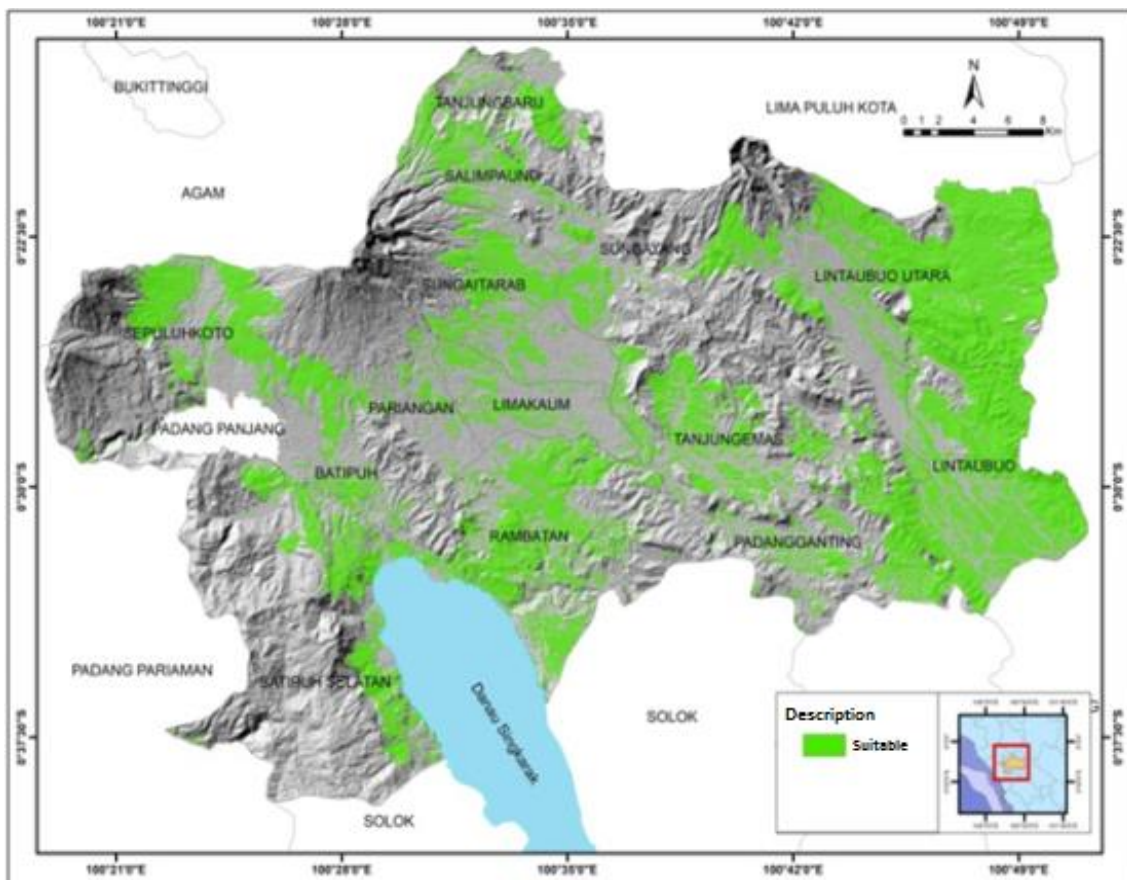 100°21'0"E 100°28'0"E 100°35'0"E 100°42'0"E 100°49'0"E
BUKITTINGGI
TANJUNGBARU
LIMA PULUH KOTA
N
0 1 2 4 6 8
Km
AGAM
SALIMPAUNG
0°22'30"S 0°22'30"S
SUNGAYANG
SUNGAITARAB
LINTAUBUO UTARA
SEPULUHKOTO
PARIANGAN
LIMAKAUM
PADANG PANJANG
TANJUNGEMAS
BATIPUH
LINTAUBUO
0°30'0"S 0°30'0"S
RAMBATAN
PADANGGANTING
PADANG PARIAMAN
BATIPUH SELATAN
Danau Singkarak
SOLOK
Description
Suitable
0°37'30"S 0°37'30"S
SOLOK
100°21'0"E 100°28'0"E 100°35'0"E 100°42'0"E 100°49'0"E